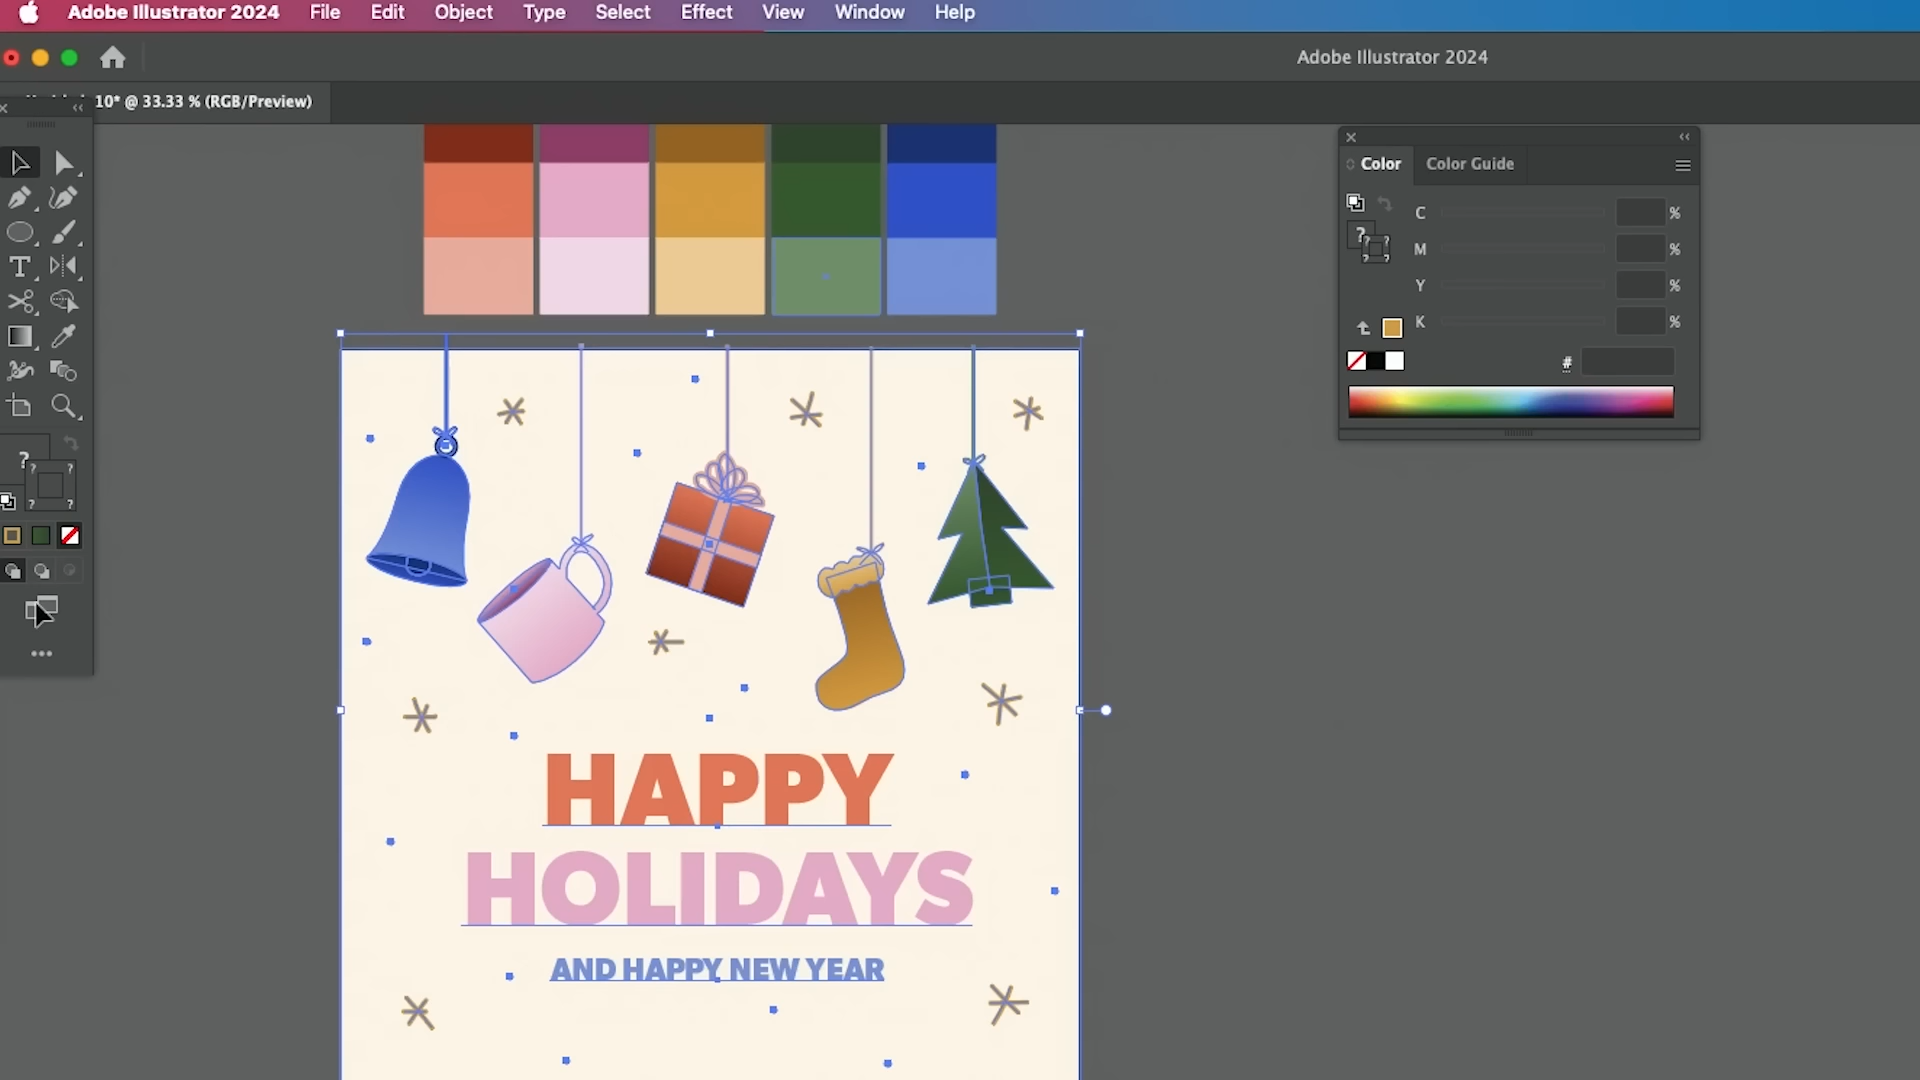 Adobe Illustrator 2024 File Edit Object Type Select Effect View Window Help
Adobe Illustrator 2024
10* @ 33.33 % (RGB/Preview)
Color Color Guide
C %
M %
Y %
K %
#
HAPPY
HOLIDAYS
AND HAPPY NEW YEAR